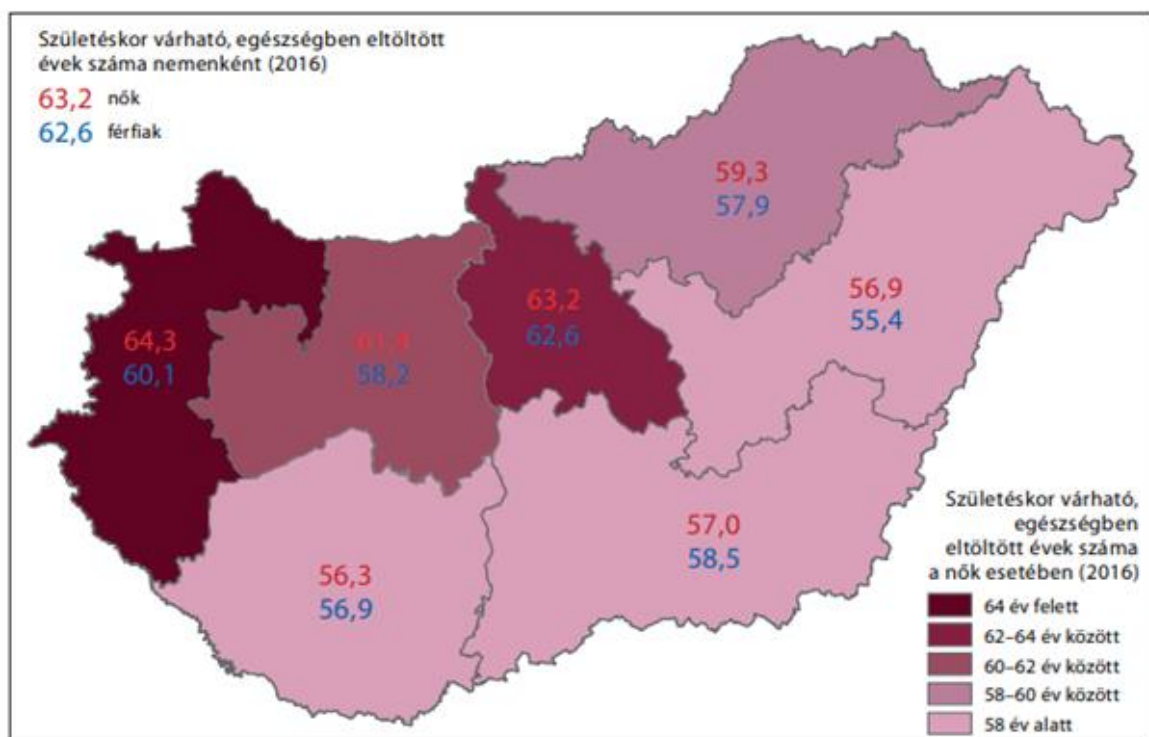 Születéskor várható, egészségben eltöltött
évek száma nemenként (2016)
63,2 nők
62,6 férfiak
59,3
57,9
56,9
55,4
63,2
62,6
64,3
60,1
58,2
57,0
58,5
56,3
56,9
Születéskor várható,
egészségben
eltöltött évek száma
a nők esetében (2016)
64 év felett
62–64 év között
60–62 év között
58–60 év között
58 év alatt